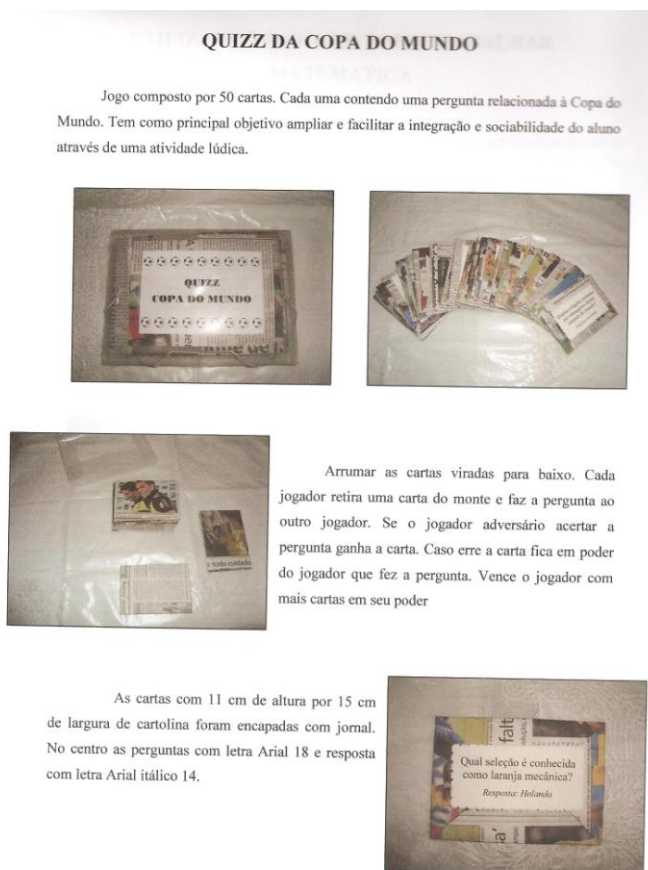 QUIZZ DA COPA DO MUNDO
Jogo composto por 50 cartas. Cada uma contendo uma pergunta relacionada à Copa do
Mundo. Tem como principal objetivo ampliar e facilitar a integração e sociabilidade do aluno
através de uma atividade lúdica.
QUIZZ
COPA DO MUNDO
Arrumar as cartas viradas para baixo. Cada
jogador retira uma carta do monte e faz a pergunta ao
outro jogador. Se o jogador adversário acertar a
pergunta ganha a carta. Caso erre a carta fica em poder
do jogador que fez a pergunta. Vence o jogador com
mais cartas em seu poder
todo cuidado
As cartas com 11 cm de altura por 15 cm
de largura de cartolina foram encapadas com jornal.
No centro as perguntas com letra Arial 18 e resposta
com letra Arial itálico 14.
falt
Qual seleção é conhecida
como laranja mecânica?
Resposta: Holanda